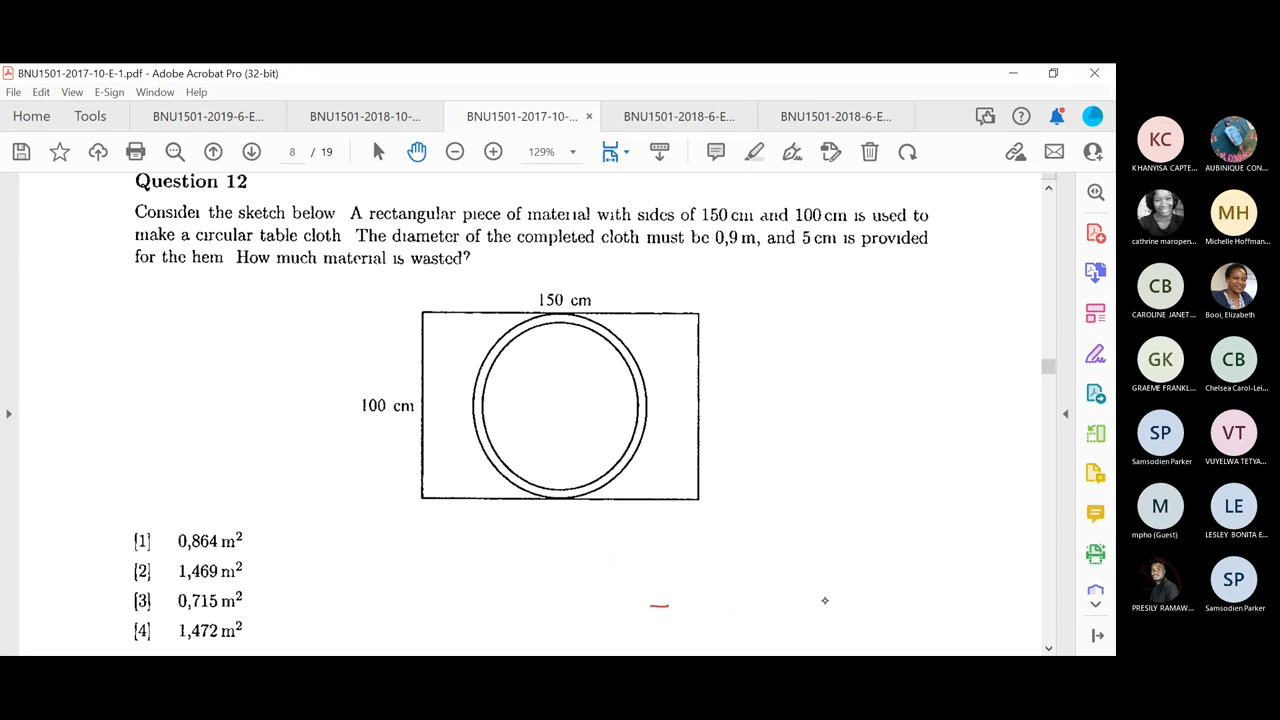 BNU1501-2017-10-E-1.pdf - Adobe Acrobat Pro (32-bit)
File Edit View E-Sign Window Help
Home Tools BNU1501-2019-6-E... BNU1501-2018-10-... BNU1501-2017-10-... × BNU1501-2018-6-E... BNU1501-2018-6-E...
8 / 19 129%
Question 12
Consider the sketch below A rectangular piece of material with sides of 150 cm and 100 cm is used to
make a circular table cloth The diameter of the completed cloth must be 0,9 m, and 5 cm is provided
for the hem How much material is wasted?
150 cm
100 cm
[1] 0,864 m²
[2] 1,469 m²
[3] 0,715 m²
[4] 1,472 m²
KC
KHANYISA CAPTE... AUBINIQUE CON...
MH
cathrine maropen... Michelle Hoffman...
CB
CAROLINE JANET... Booi, Elizabeth
GK CB
GRAEME FRANKL... Chelsea Carol-Lei...
SP VT
Samsodien Parker VUYELWA TETYA...
M LE
mpho (Guest) LESLEY BONITA E...
SP
PRESILY RAMAW... Samsodien Parker